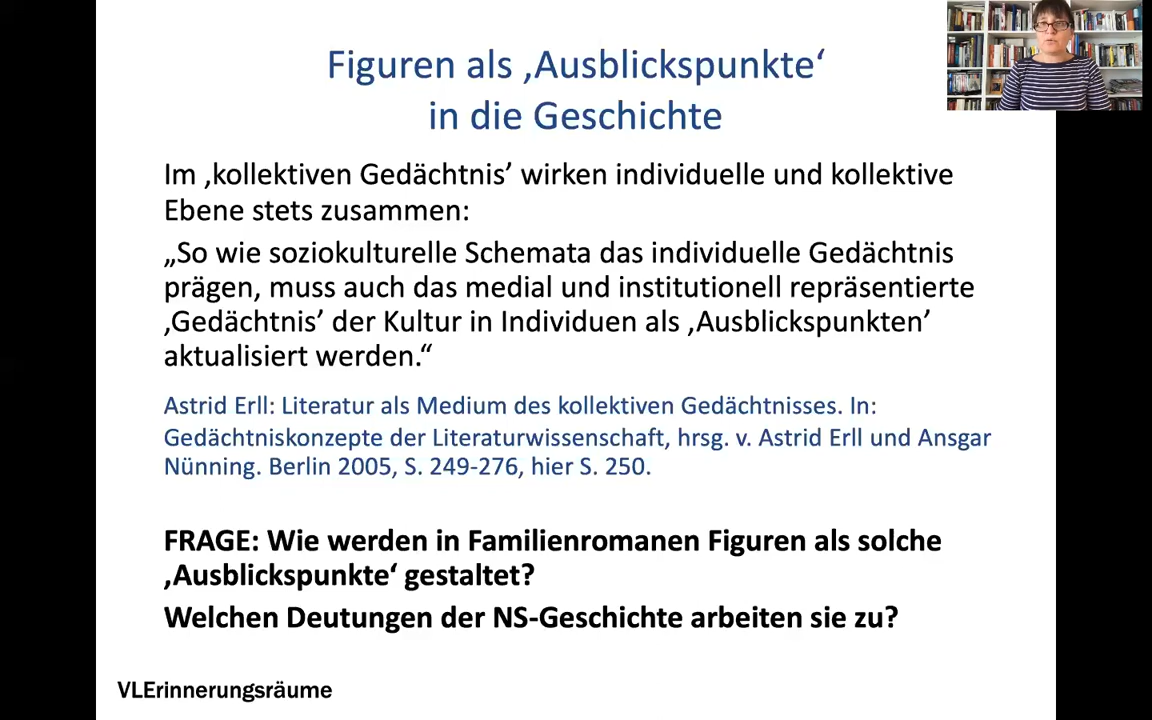 Figuren als ‚Ausblickspunkte‘
in die Geschichte
Im ‚kollektiven Gedächtnis’ wirken individuelle und kollektive
Ebene stets zusammen:
„So wie soziokulturelle Schemata das individuelle Gedächtnis
prägen, muss auch das medial und institutionell repräsentierte
‚Gedächtnis’ der Kultur in Individuen als ‚Ausblickspunkten’
aktualisiert werden.“
Astrid Erll: Literatur als Medium des kollektiven Gedächtnisses. In:
Gedächtniskonzepte der Literaturwissenschaft, hrsg. v. Astrid Erll und Ansgar
Nünning. Berlin 2005, S. 249-276, hier S. 250.
FRAGE: Wie werden in Familienromanen Figuren als solche
‚Ausblickspunkte‘ gestaltet?
Welchen Deutungen der NS-Geschichte arbeiten sie zu?
VLErinnerungsräume